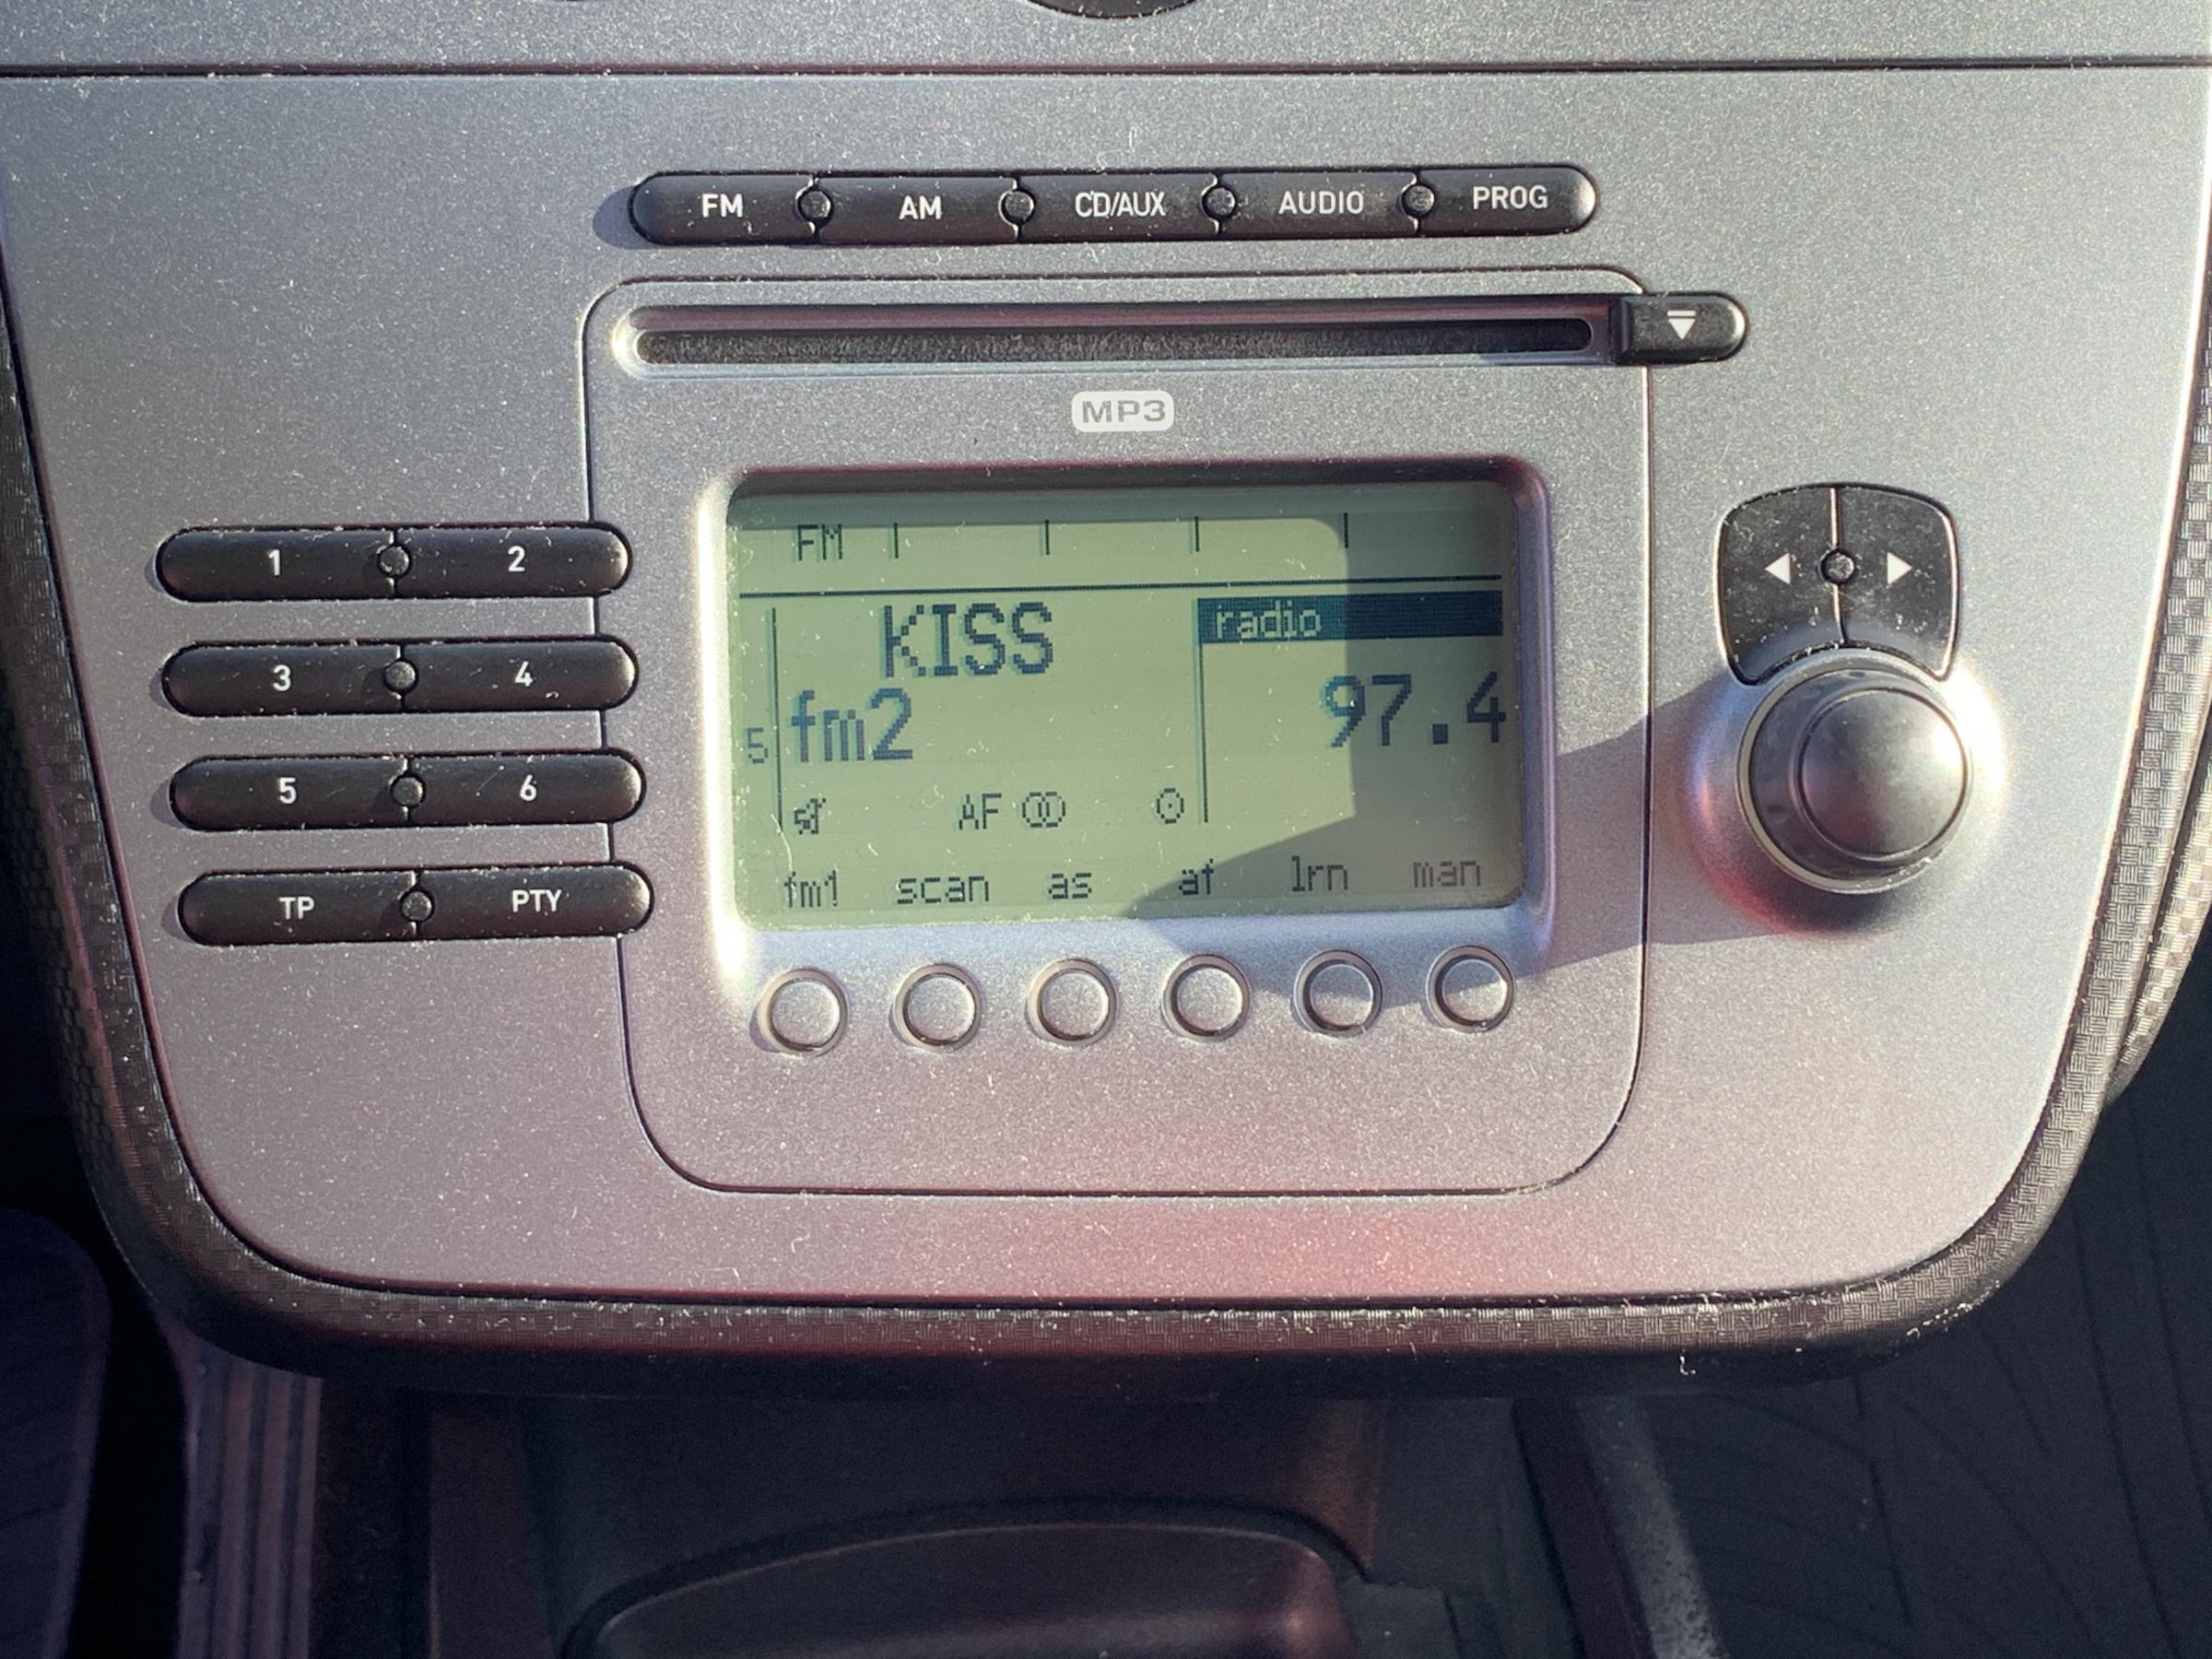 FM AM CD/AUX AUDIO PROG
MP3
1 2
3 4
5 6
TP PTY
FM
KISS
radio
5 fm2
97.4
AF
fm1 scan as af lrn man